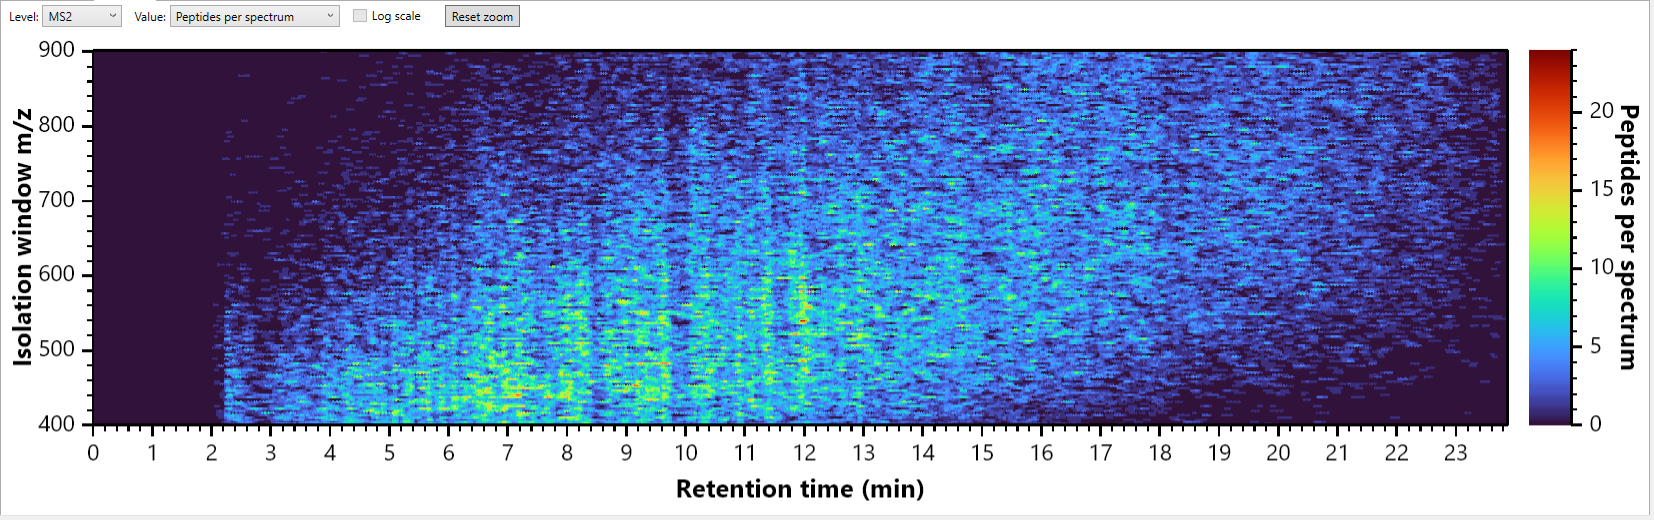 Level: MS2 Value: Peptides per spectrum Log scale Reset zoom
900
800
700
600
500
400
Isolation window m/z
0 1 2 3 4 5 6 7 8 9 10 11 12 13 14 15 16 17 18 19 20 21 22 23
Retention time (min)
20
15
10
5
0
Peptides per spectrum